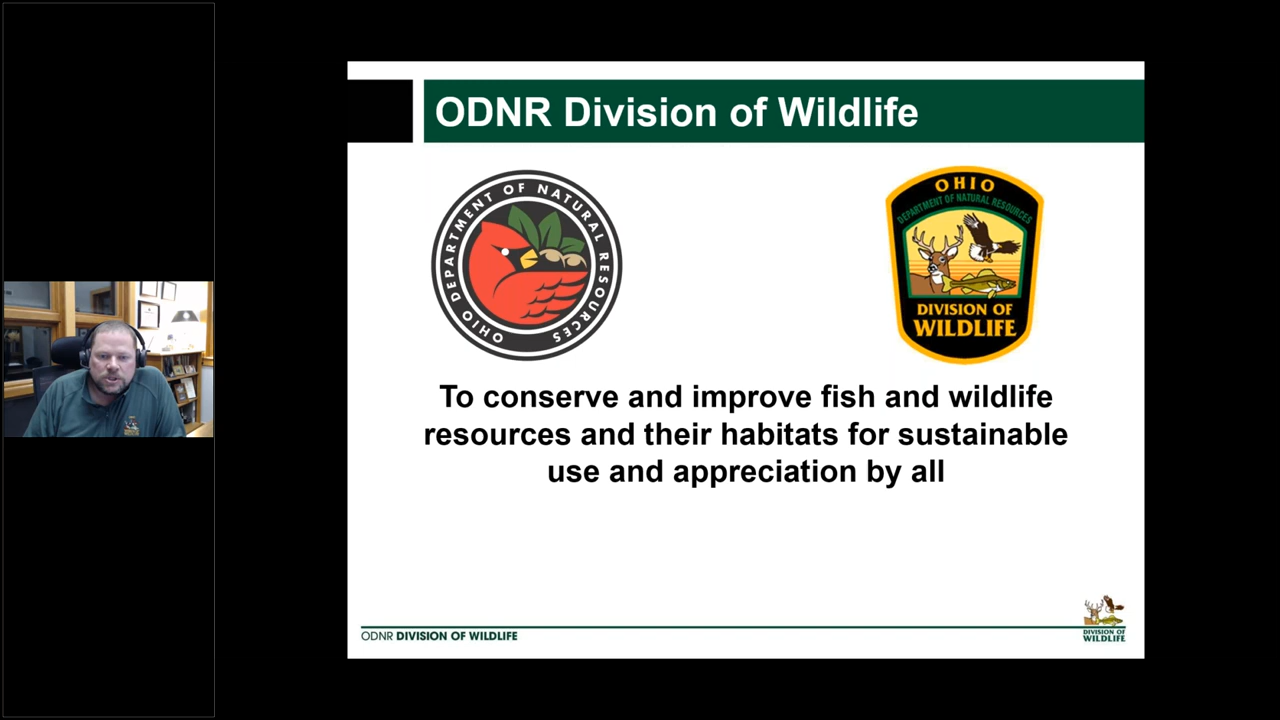 ODNR Division of Wildlife
OHIO DEPARTMENT OF NATURAL RESOURCES
OHIO
DEPARTMENT OF NATURAL RESOURCES
DIVISION OF
WILDLIFE
To conserve and improve fish and wildlife
resources and their habitats for sustainable
use and appreciation by all
ODNR DIVISION OF WILDLIFE
DIVISION OF
WILDLIFE